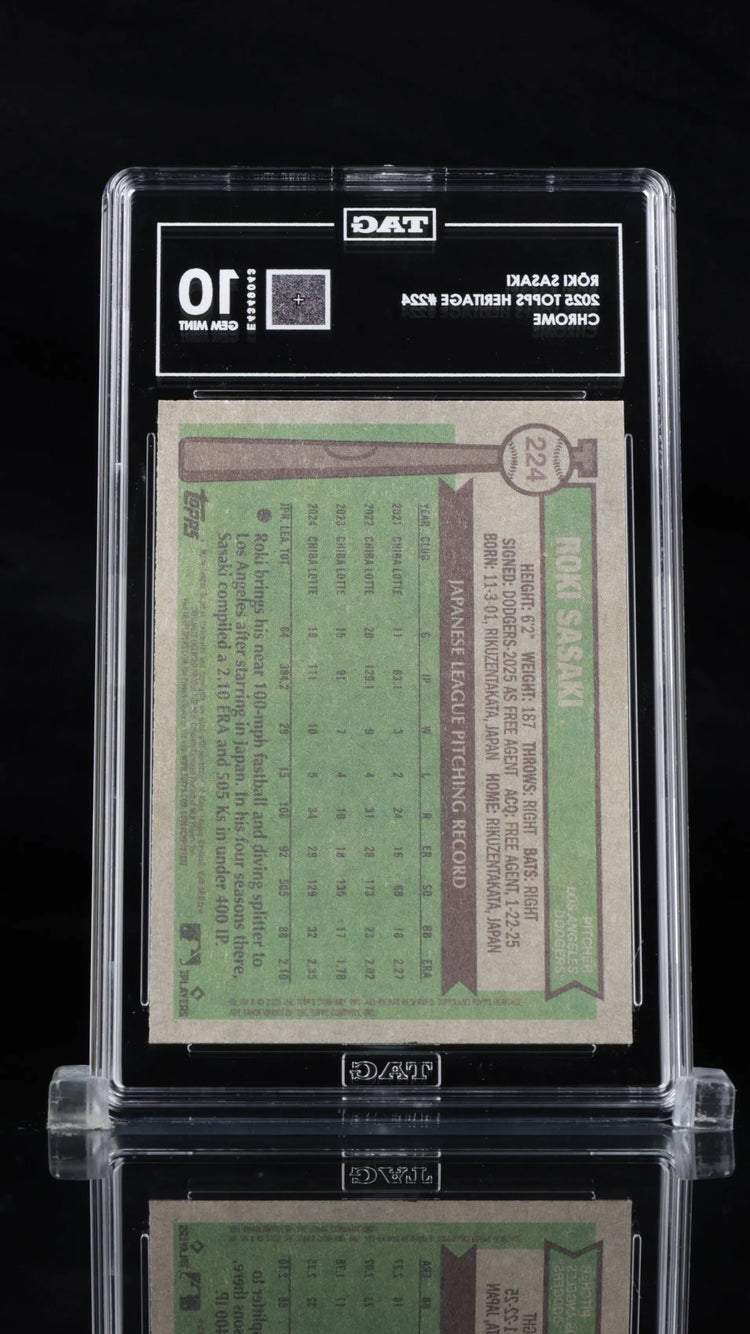 TAG
RŌKI SASAKI
2025 TOPPS HERITAGE #224
CHROME
10
GEM MINT
224
ROKI SASAKI
PITCHER
LOS ANGELES
DODGERS
HEIGHT: 6'2" WEIGHT: 187 THROWS: RIGHT BATS: RIGHT
SIGNED: DODGERS-2025 AS FREE AGENT ACQ: FREE AGENT 1-22-25
BORN: 11-3-01, RIKUZENTAKATA, JAPAN HOME: RIKUZENTAKATA, JAPAN
JAPANESE LEAGUE PITCHING RECORD
YEAR CLUB G IP W L R ER SO BB ERA
2021 CHIBA LOTTE 11 63.1 3 2 24 16 68 16 2.27
2022 CHIBA LOTTE 20 129.1 9 4 31 29 173 23 2.02
2023 CHIBA LOTTE 15 91 7 4 19 18 135 17 1.78
2024 CHIBA LOTTE 18 111 10 5 34 29 129 32 2.35
JPN. LEA. TOT 64 394.2 29 15 108 92 505 88 2.10
Roki brings his near 100-mph fastball and diving splitter to
Los Angeles after starring in Japan. In his four seasons there,
Sasaki compiled a 2.10 ERA and 505 Ks in under 400 IP.
topps
PLAYERS
TAG
TAG